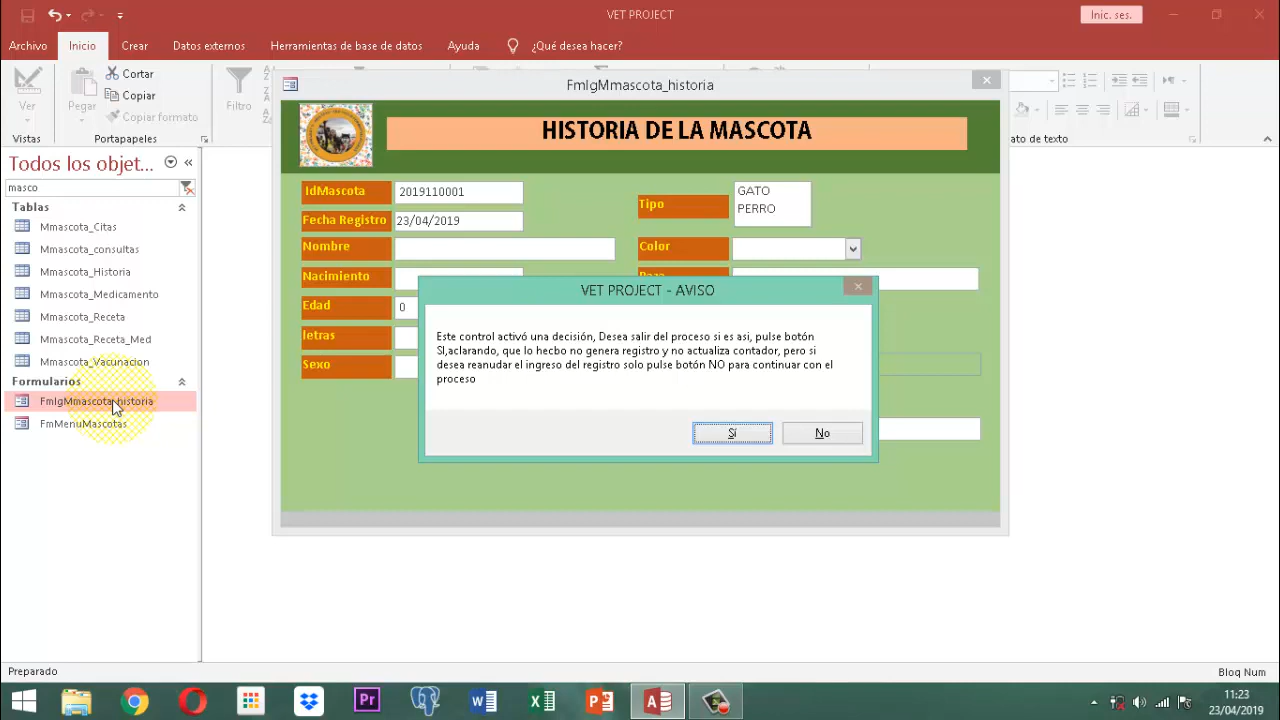 VET PROJECT
Inic. ses.
Archivo
Inicio
Crear
Datos externos
Herramientas de base de datos
Ayuda
¿Qué desea hacer?
Ver
Pegar
Cortar
Copiar
Copiar formato
Filtro
Vistas
Portapapeles
ato de texto
FmIgMmascota_historia
HISTORIA DE LA MASCOTA
Todos los objet...
masco
Tablas
Mmascota_Citas
Mmascota_consultas
Mmascota_Historia
Mmascota_Medicamento
Mmascota_Receta
Mmascota_Receta_Med
Mmascota_Vacunacion
Formularios
FmIgMmascota_historia
FmMenuMascotas
IdMascota 2019110001
Fecha Registro 23/04/2019
Nombre
Nacimiento
Edad 0
letras
Sexo
Tipo
GATO
PERRO
Color
VET PROJECT - AVISO
Este control activó una decisión, Desea salir del proceso si es asi, pulse botón
SI,aclarando, que lo hecbo no genera registro y no actualiza contador, pero si
desea reanudar el ingreso del registro solo pulse botón NO para continuar con el
proceso
Sí
No
Preparado
Bloq Num
11:23
23/04/2019